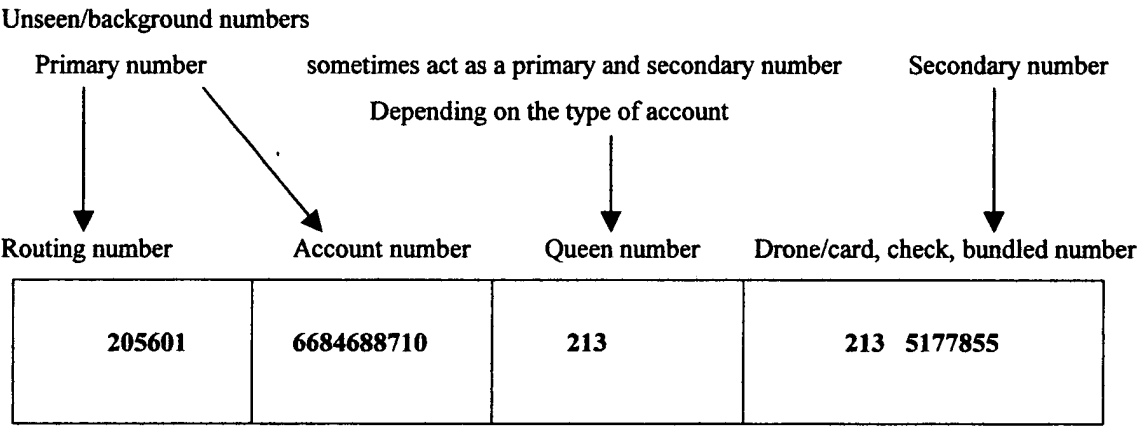 Unseen/background numbers
Primary number sometimes act as a primary and secondary number Secondary number
Depending on the type of account
Routing number Account number Queen number Drone/card, check, bundled number
205601 6684688710 213 213 5177855